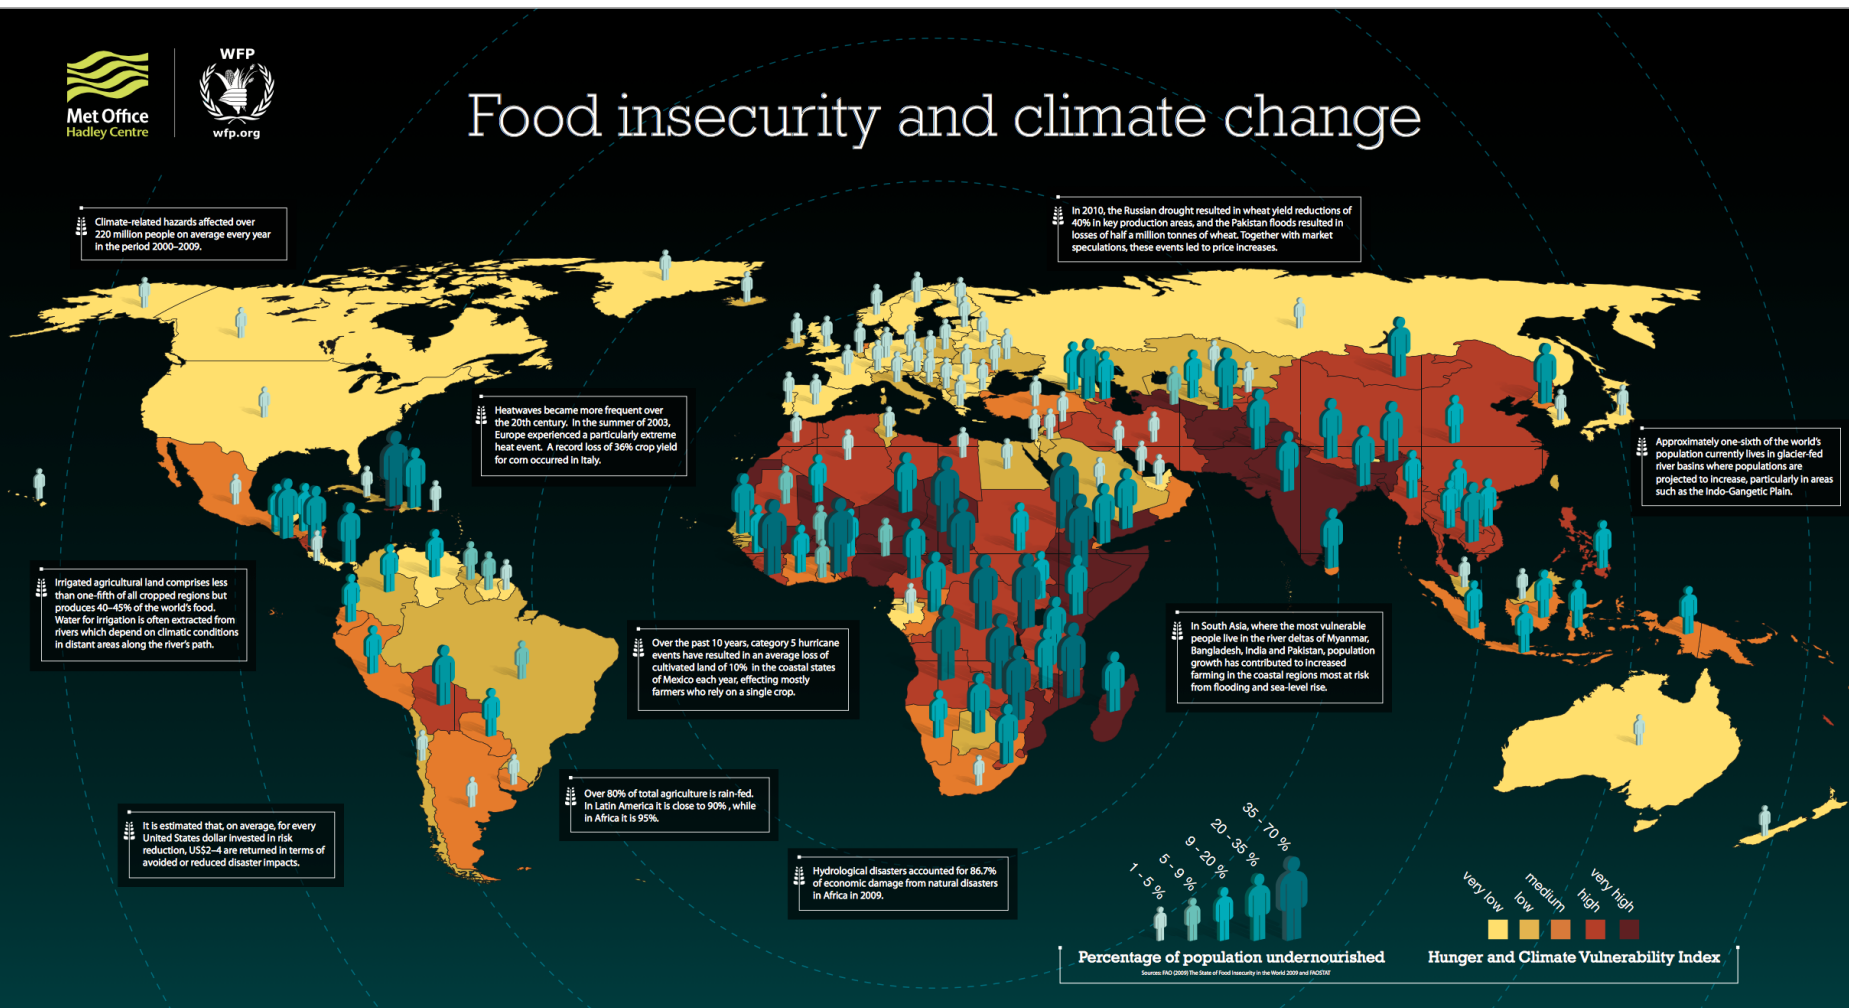 WFP
Met Office
Hadley Centre
wfp.org
Food insecurity and climate change
Climate-related hazards affected over
220 million people on average every year
in the period 2000–2009.
In 2010, the Russian drought resulted in wheat yield reductions of
40% in key production areas, and the Pakistan floods resulted in
losses of half a million tonnes of wheat. Together with market
speculations, these events led to price increases.
Heatwaves became more frequent over
the 20th century. In the summer of 2003,
Europe experienced a particularly extreme
heat event. A record loss of 36% crop yield
for corn occurred in Italy.
Approximately one-sixth of the world's
population currently lives in glacier-fed
river basins where populations are
projected to increase, particularly in areas
such as the Indo-Gangetic Plain.
Irrigated agricultural land comprises less
than one-fifth of all cropped regions but
produces 40–45% of the world's food.
Water for irrigation is often extracted from
rivers which depend on climatic conditions
in distant areas along the river's path.
Over the past 10 years, category 5 hurricane
events have resulted in an average loss of
cultivated land of 10% in the coastal states
of Mexico each year, effecting mostly
farmers who rely on a single crop.
In South Asia, where the most vulnerable
people live in the river deltas of Myanmar,
Bangladesh, India and Pakistan, population
growth has contributed to increased
farming in the coastal regions most at risk
from flooding and sea-level rise.
Over 80% of total agriculture is rain-fed.
In Latin America it is close to 90% , while
in Africa it is 95%.
It is estimated that, on average, for every
United States dollar invested in risk
reduction, US$2–4 are returned in terms of
avoided or reduced disaster impacts.
Hydrological disasters accounted for 86.7%
of economic damage from natural disasters
in Africa in 2009.
1 - 5 %
5 - 9 %
9 - 20 %
20 - 35 %
35 - 70 %
Percentage of population undernourished
Sources: FAO (2009) The State of Food Insecurity in the World 2009 and FAOSTAT
very low
low
medium
high
very high
Hunger and Climate Vulnerability Index